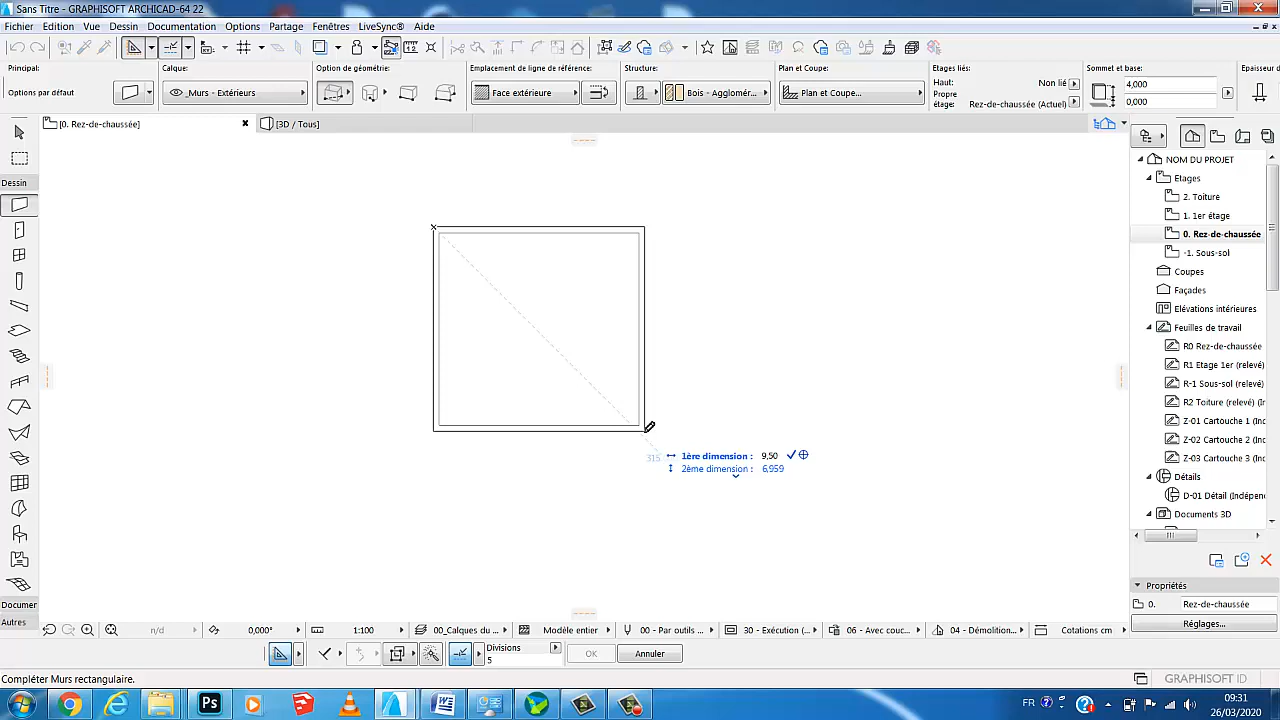 Sans Titre - GRAPHISOFT ARCHICAD-64 22
Fichier Edition Vue Dessin Documentation Options Partage Fenêtres LiveSync® Aide
Principal:
Options par défaut
Calque:
_Murs - Extérieurs
Option de géométrie:
Emplacement de ligne de référence:
Face extérieure
Structure:
Bois - Agglomér...
Plan et Coupe:
Plan et Coupe...
Etages liés:
Haut: Non lié
Propre
étage: Rez-de-chaussée (Actuel)
Sommet et base:
4,000
0,000
Epaisseur d
[0. Rez-de-chaussée]
[3D / Tous]
Dessin
Documen
Autres
315
1ère dimension : 9,50
2ème dimension : 6,959
NOM DU PROJET
Etages
2. Toiture
1. 1er étage
0. Rez-de-chaussée
-1. Sous-sol
Coupes
Façades
Elévations intérieures
Feuilles de travail
R0 Rez-de-chaussée
R1 Etage 1er (relevé)
R-1 Sous-sol (relevé)
R2 Toiture (relevé) (In
Z-01 Cartouche 1 (
Z-02 Cartouche 2 (
Z-03 Cartouche 3 (
Détails
D-01 Détail (Indépen
Documents 3D
Propriétés
0. Rez-de-chaussée
Réglages...
n/d
0,000°
1:100
00_Calques du ...
Modèle entier
00 - Par outils ...
30 - Exécution (...
06 - Avec couc...
04 - Démolition...
Cotations cm
Divisions
5
OK
Annuler
Compléter Murs rectangulaire.
GRAPHISOFT ID
Ps
FR
09:31
26/03/2020